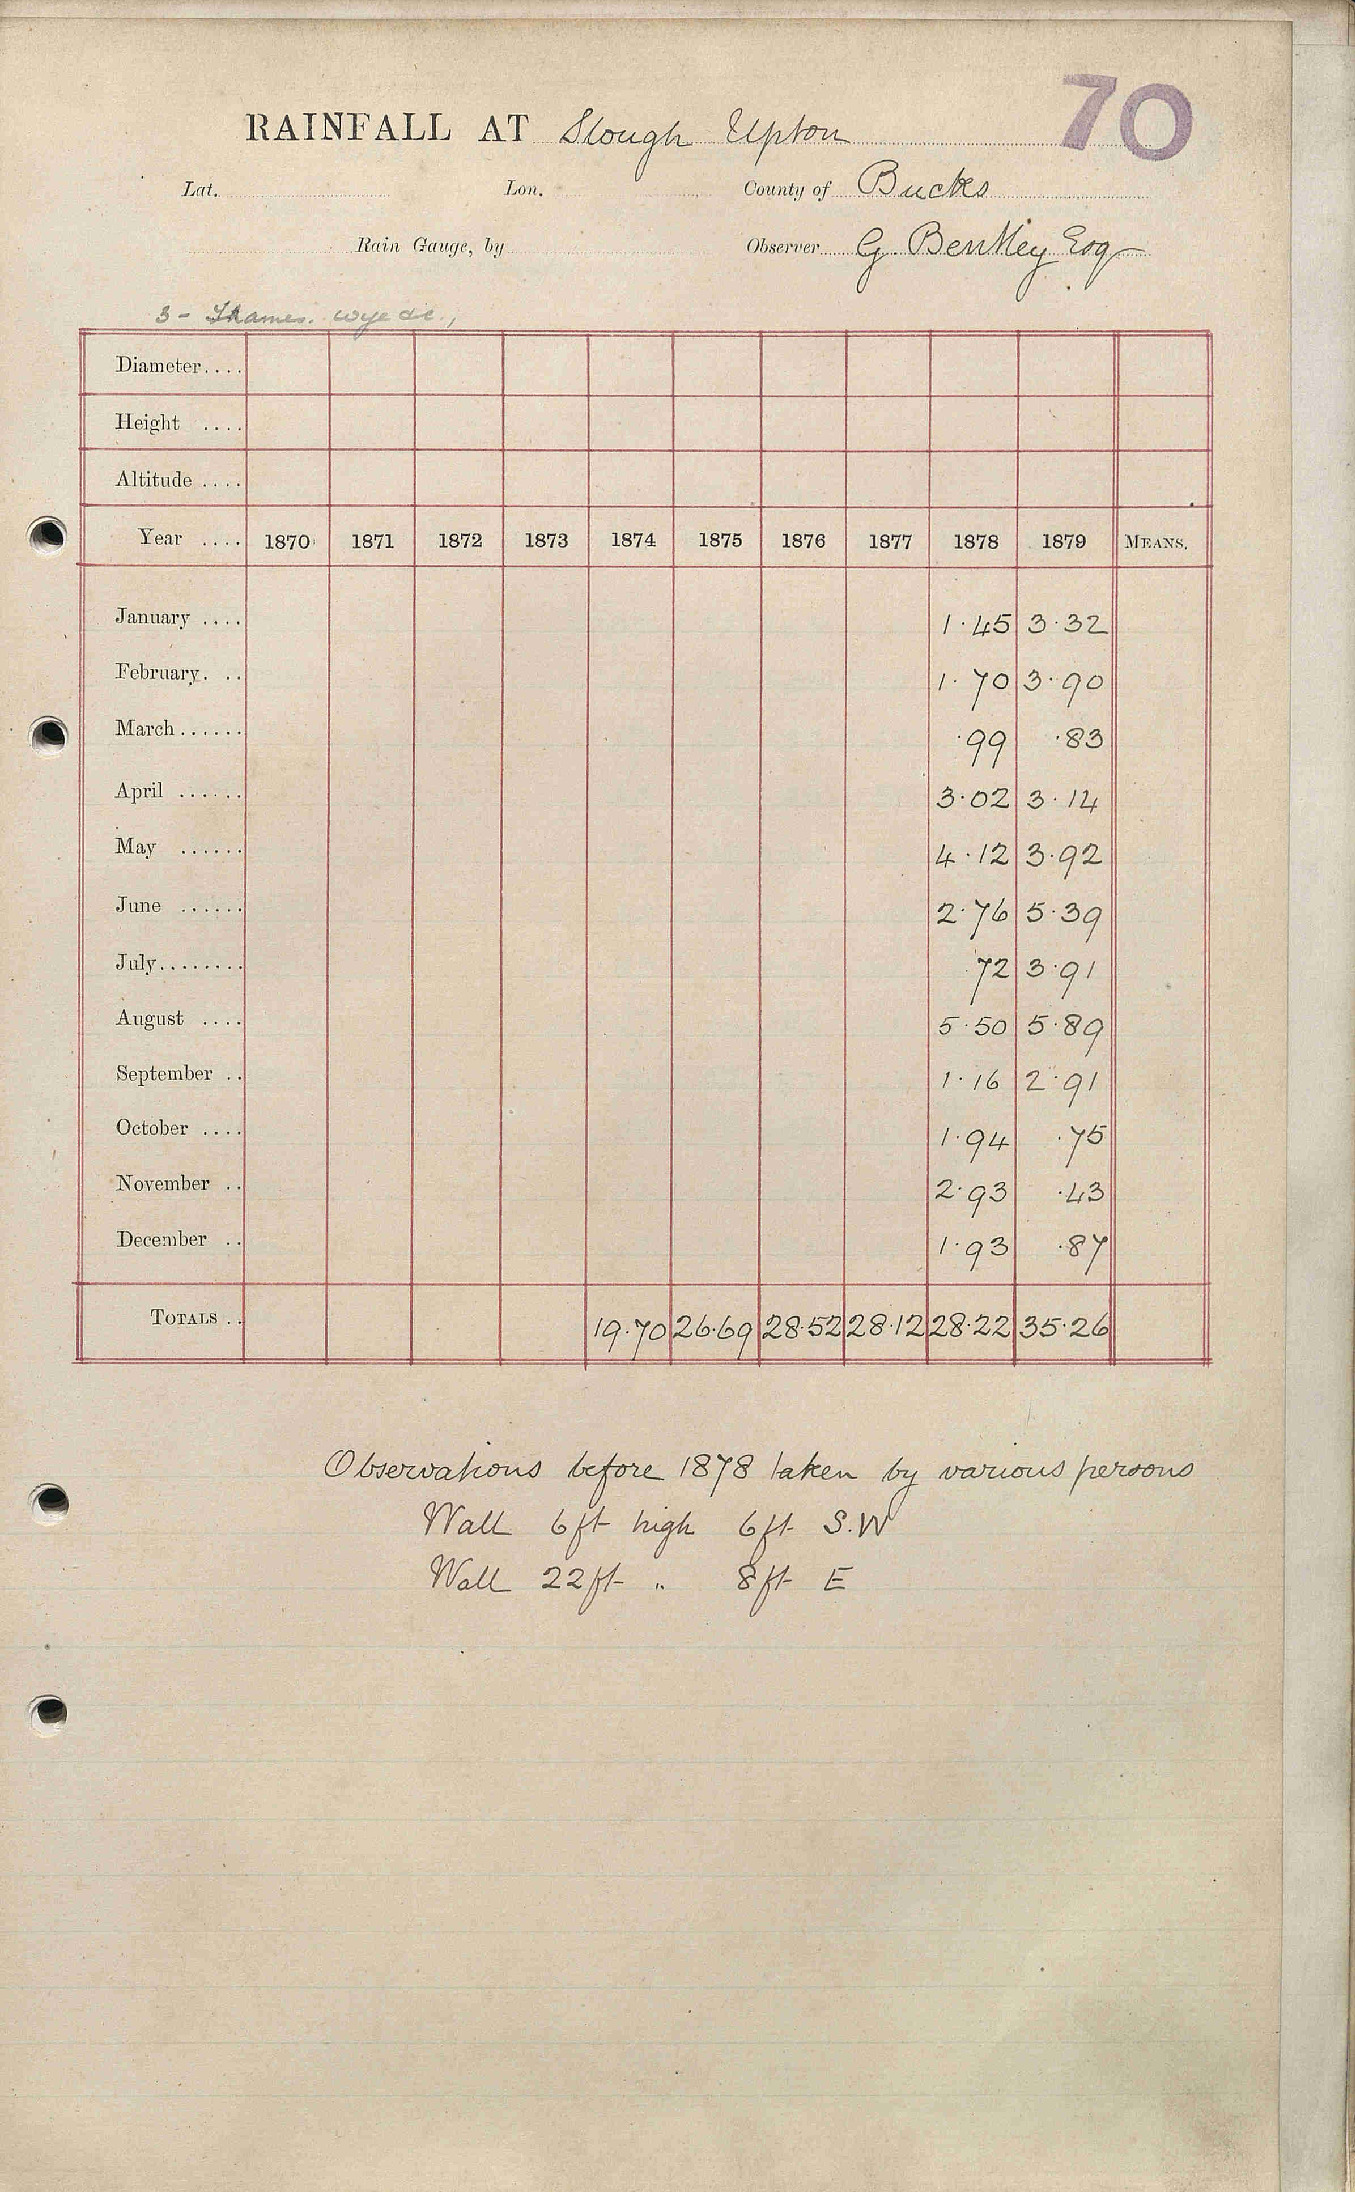 70
RAINFALL AT Slough Upton
Lat. Lon. County of Bucks
Rain Gauge, by Observer G. Bentley Esq
3 - Thames. Wye &c.,
Diameter....
Height ....
Altitude ....
Year .... 1870 1871 1872 1873 1874 1875 1876 1877 1878 1879 MEANS.
January .... 1.45 3.32
February. .. 1.70 3.90
March...... .99 .83
April ...... 3.02 3.14
May ...... 4.12 3.92
June ...... 2.76 5.39
July........ .72 3.91
August .... 5.50 5.89
September .. 1.16 2.91
October .... 1.94 .75
November .. 2.93 .43
December .. 1.93 .87
TOTALS .. 19.70 26.69 28.52 28.12 28.22 35.26
Observations before 1878 taken by various persons
Wall 6ft high 6ft S.W
Wall 22ft " 8ft E